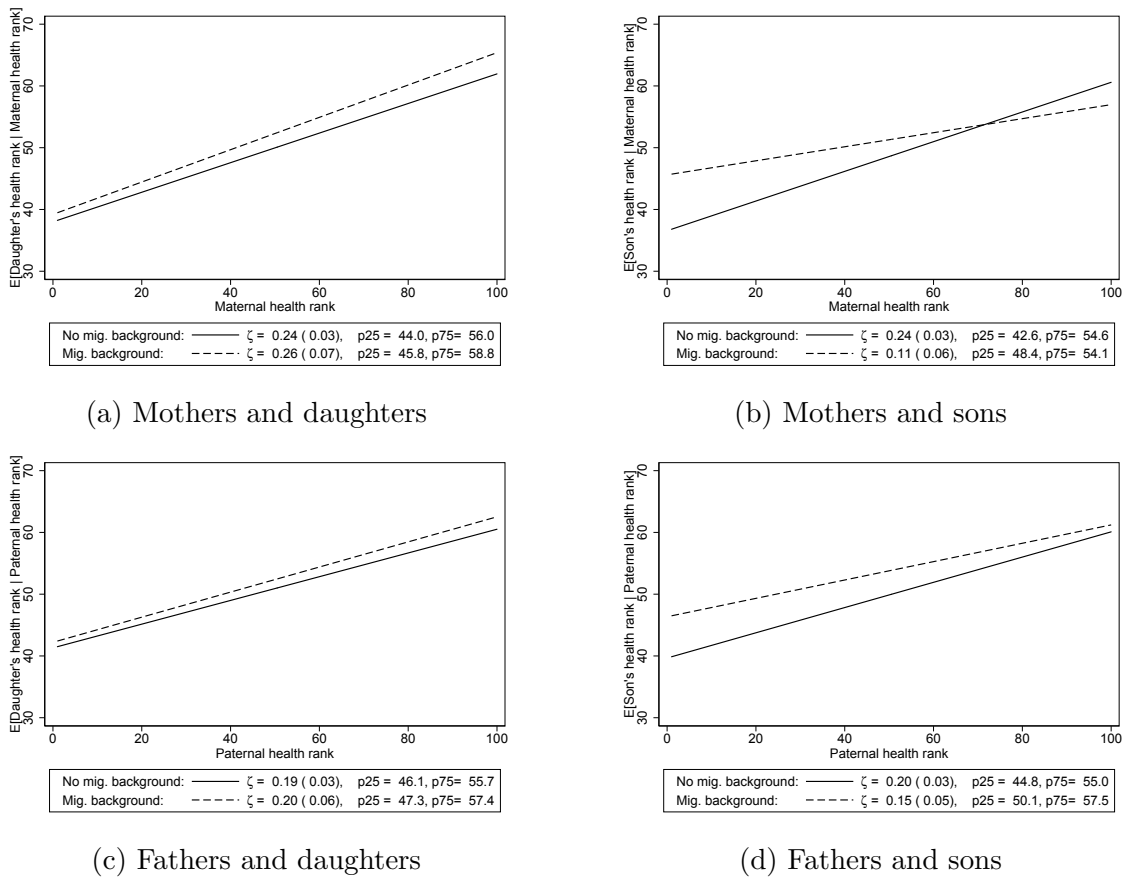 E[Daughter's health rank | Maternal health rank]
70
60
50
40
30
0 20 40 60 80 100
Maternal health rank
No mig. background: ζ = 0.24 ( 0.03), p25 = 44.0, p75= 56.0
Mig. background: ζ = 0.26 ( 0.07), p25 = 45.8, p75= 58.8
(a) Mothers and daughters
E[Son's health rank | Maternal health rank]
70
60
50
40
30
0 20 40 60 80 100
Maternal health rank
No mig. background: ζ = 0.24 ( 0.03), p25 = 42.6, p75= 54.6
Mig. background: ζ = 0.11 ( 0.06), p25 = 48.4, p75= 54.1
(b) Mothers and sons
E[Daughter's health rank | Paternal health rank]
70
60
50
40
30
0 20 40 60 80 100
Paternal health rank
No mig. background: ζ = 0.19 ( 0.03), p25 = 46.1, p75= 55.7
Mig. background: ζ = 0.20 ( 0.06), p25 = 47.3, p75= 57.4
(c) Fathers and daughters
E[Son's health rank | Paternal health rank]
70
60
50
40
30
0 20 40 60 80 100
Paternal health rank
No mig. background: ζ = 0.20 ( 0.03), p25 = 44.8, p75= 55.0
Mig. background: ζ = 0.15 ( 0.05), p25 = 50.1, p75= 57.5
(d) Fathers and sons